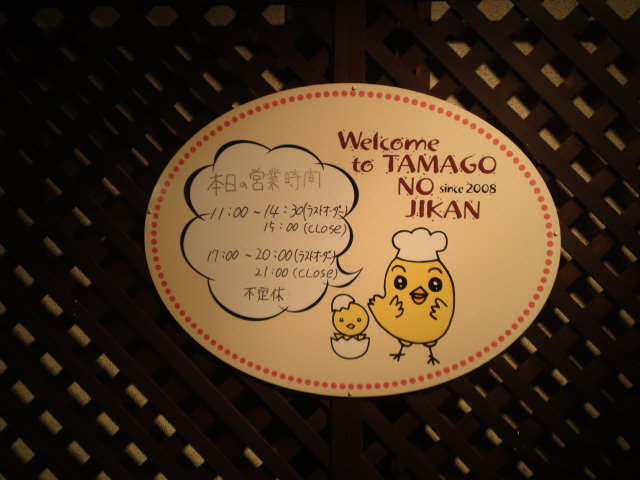 本日の営業時間
11:00～14:30(ラストオーダー)
15:00 (CLOSE)
17:00～20:00(ラストオーダー)
21:00 (CLOSE)
不定休
Welcome
to TAMAGO
NO since 2008
JIKAN